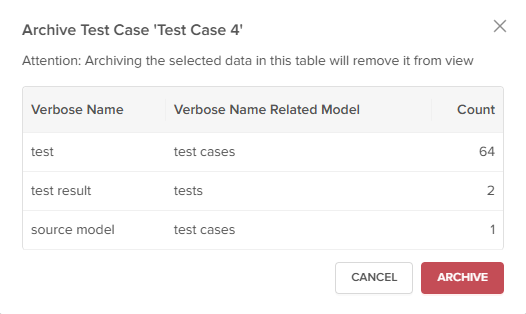 Archive Test Case 'Test Case 4'
Attention: Archiving the selected data in this table will remove it from view
Verbose Name Verbose Name Related Model Count
test test cases 64
test result tests 2
source model test cases 1
CANCEL ARCHIVE